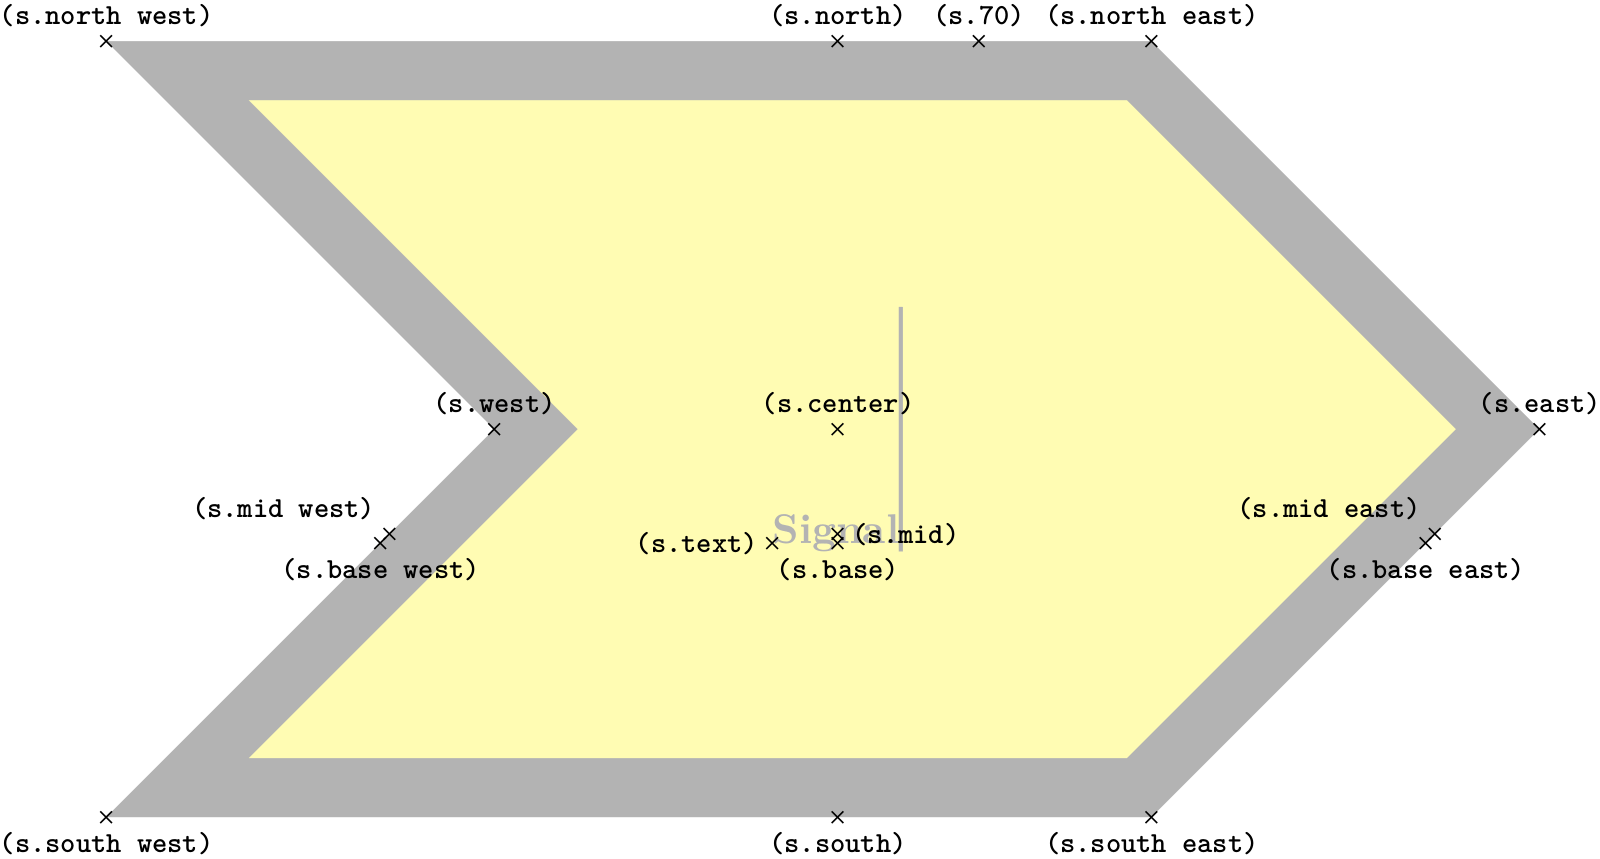 (s.north west) (s.north) (s.70) (s.north east)
(s.west) (s.center) (s.east)
(s.mid west) (s.mid east)
Signal
(s.text) (s.mid)
(s.base west) (s.base) (s.base east)
(s.south west) (s.south) (s.south east)